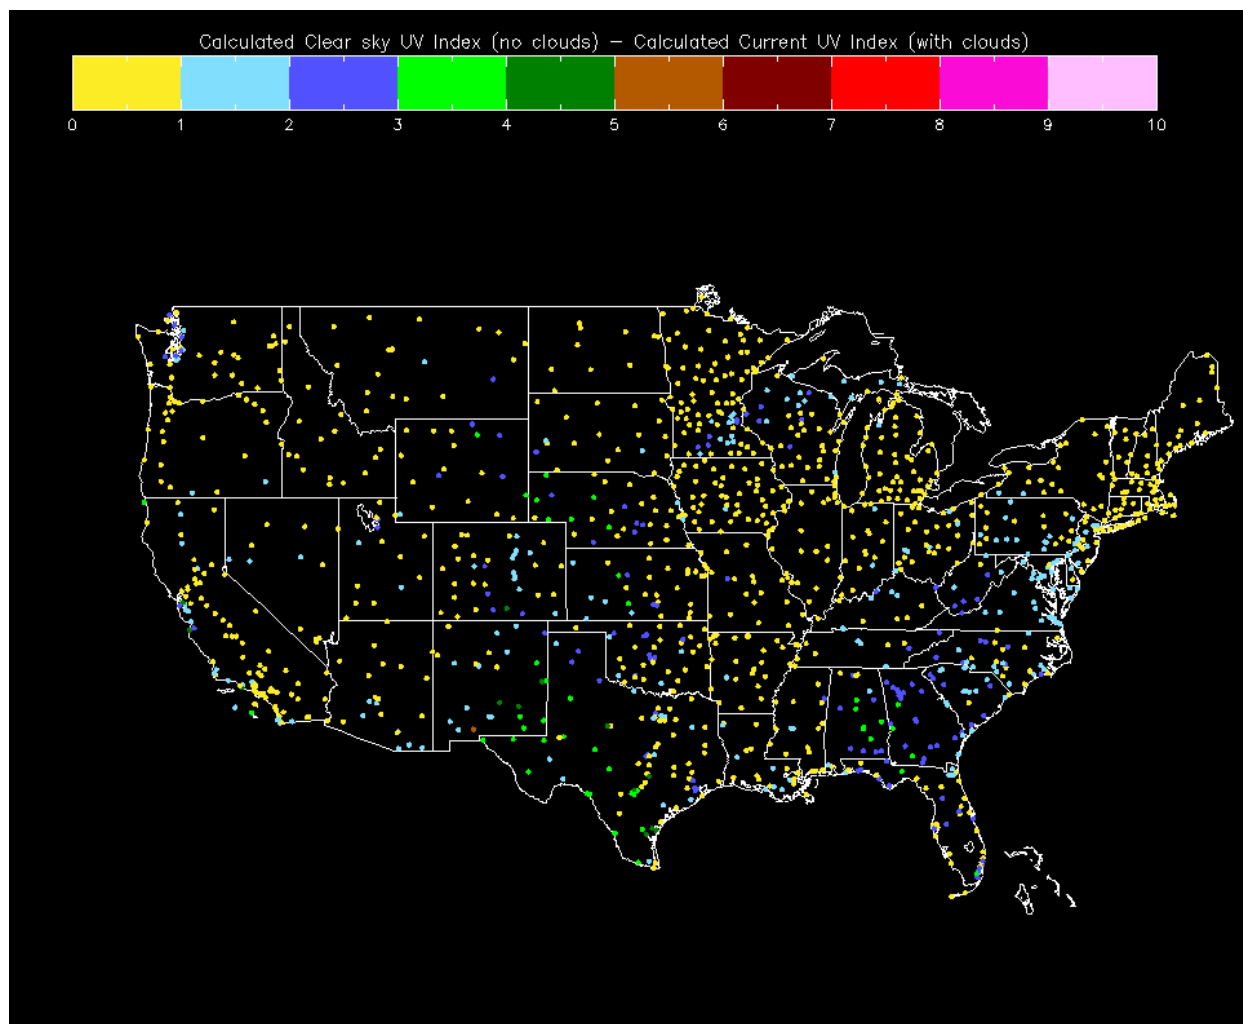 Calculated Clear sky UV Index (no clouds) – Calculated Current UV Index (with clouds)
0 1 2 3 4 5 6 7 8 9 10